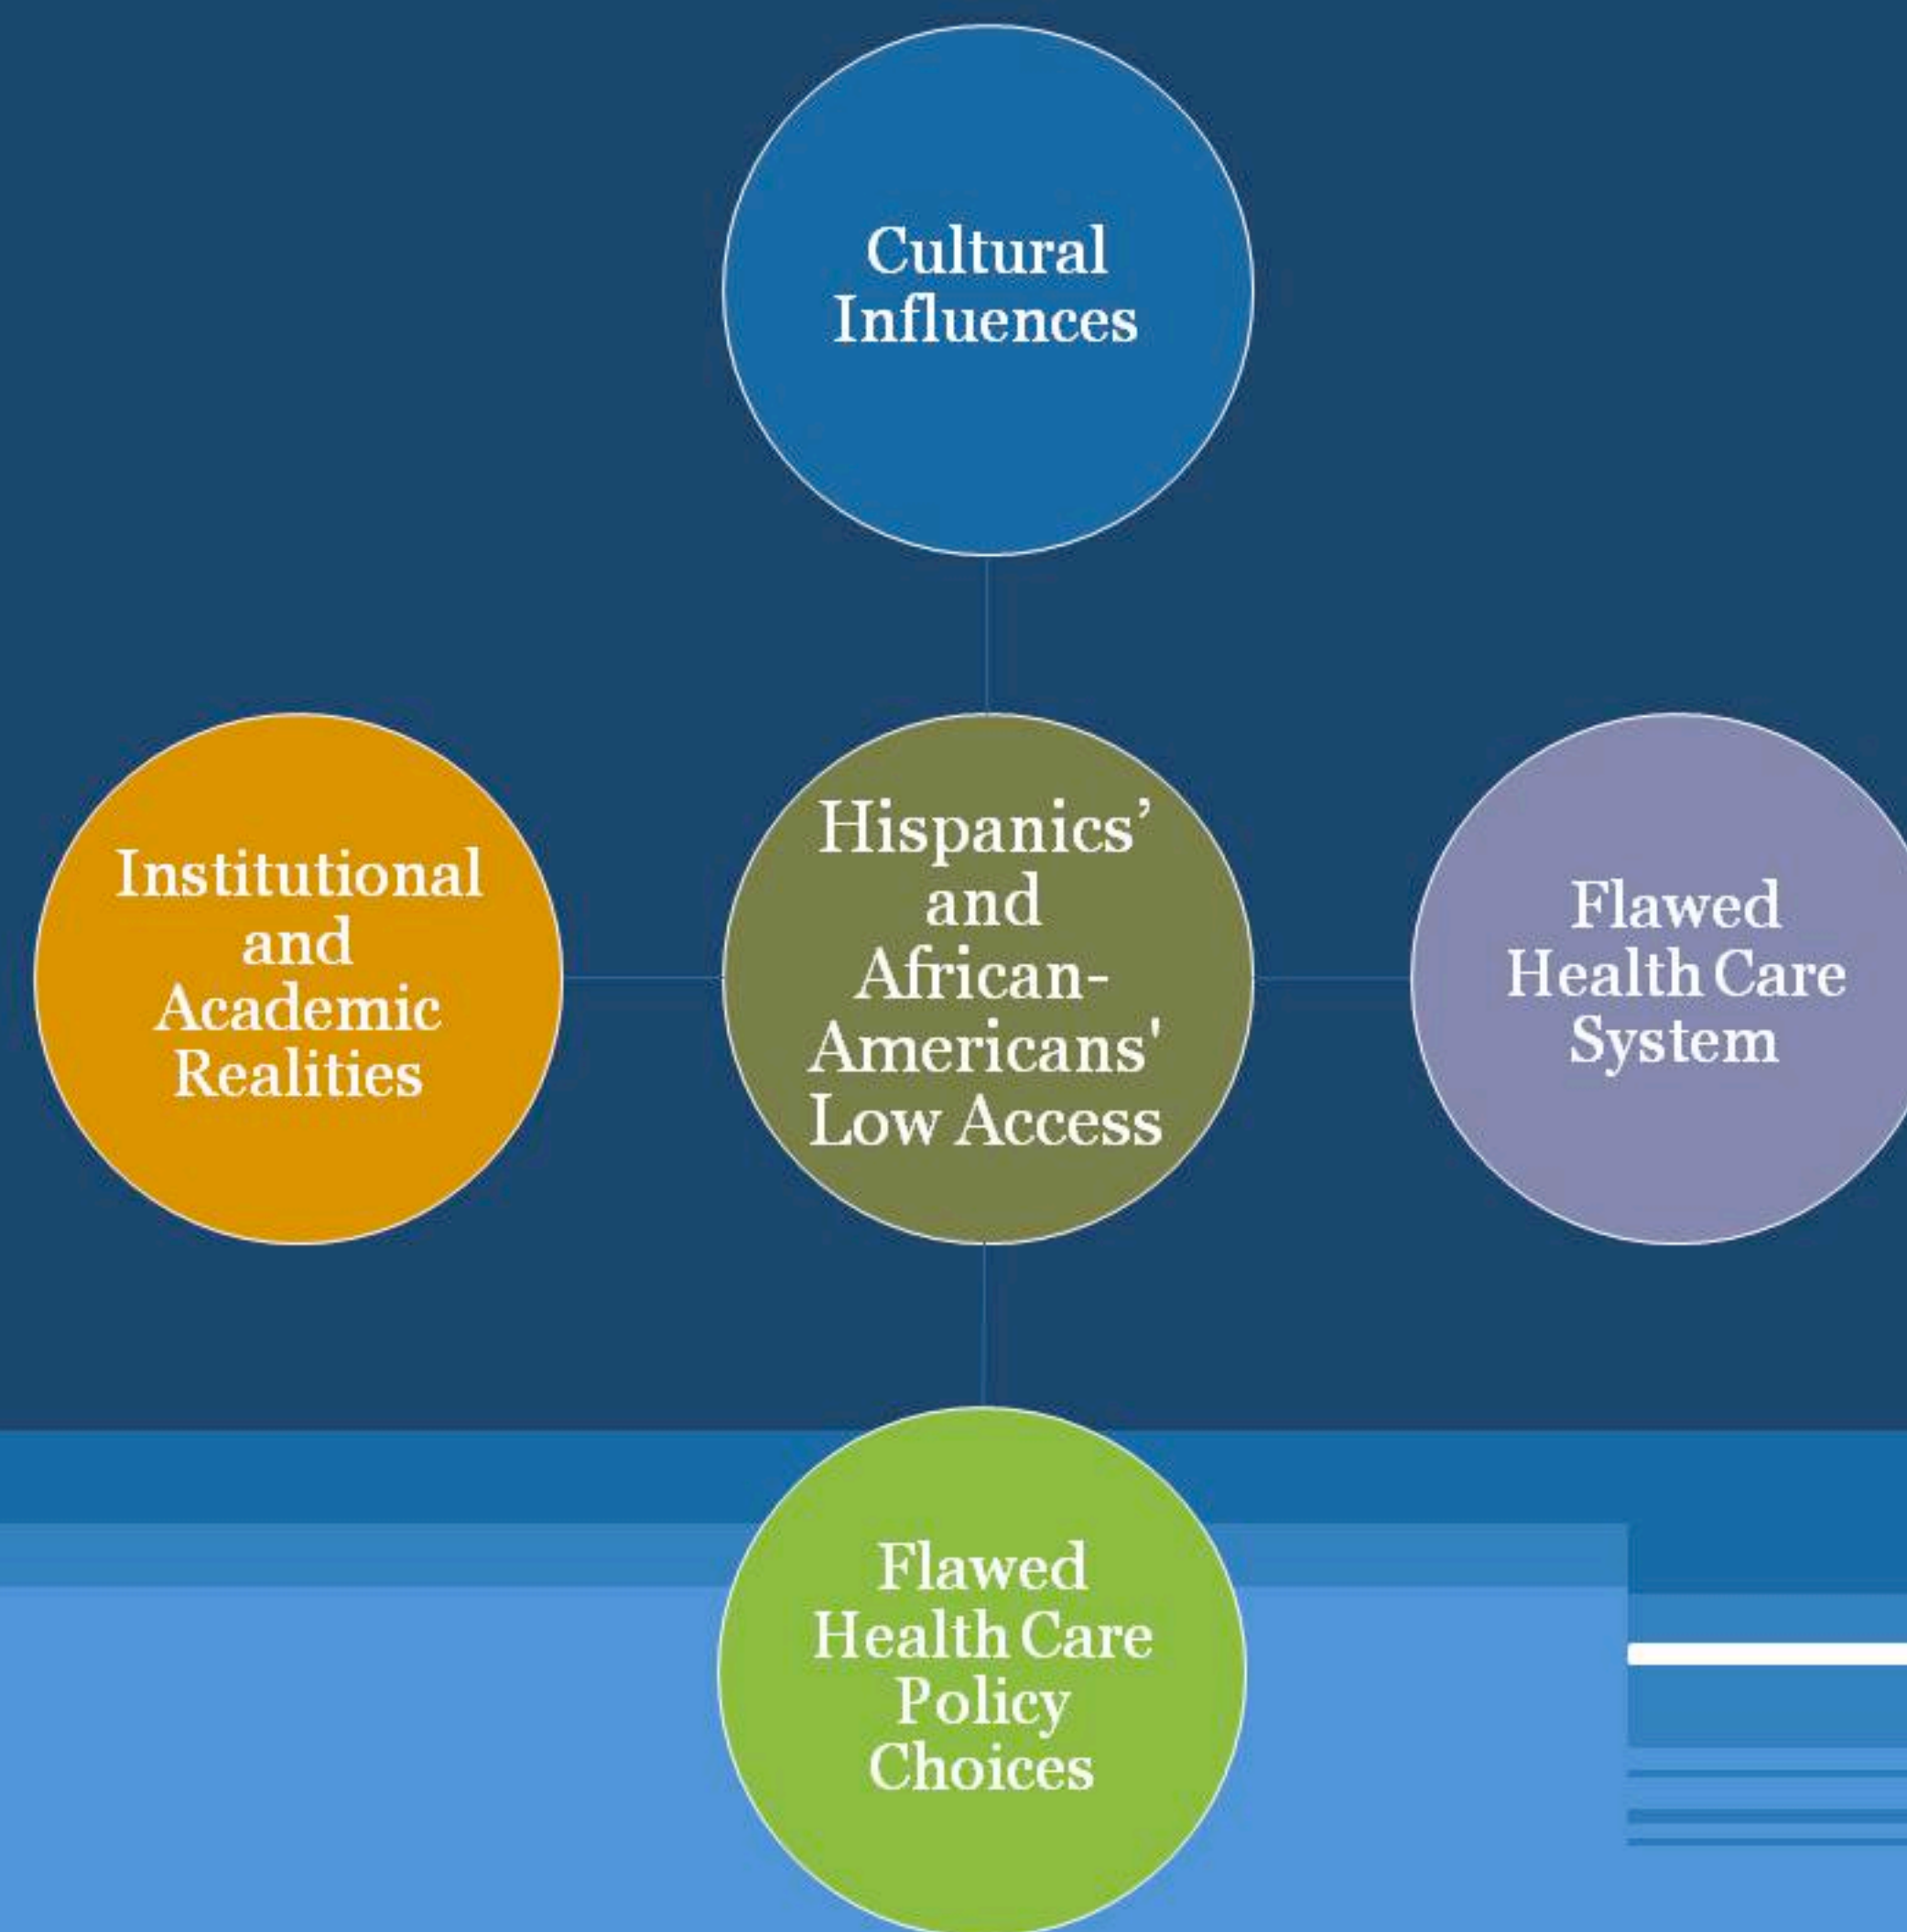 Cultural
Influences
Institutional
and
Academic
Realities
Hispanics’
and
African-
Americans'
Low Access
Flawed
Health Care
System
Flawed
Health Care
Policy
Choices